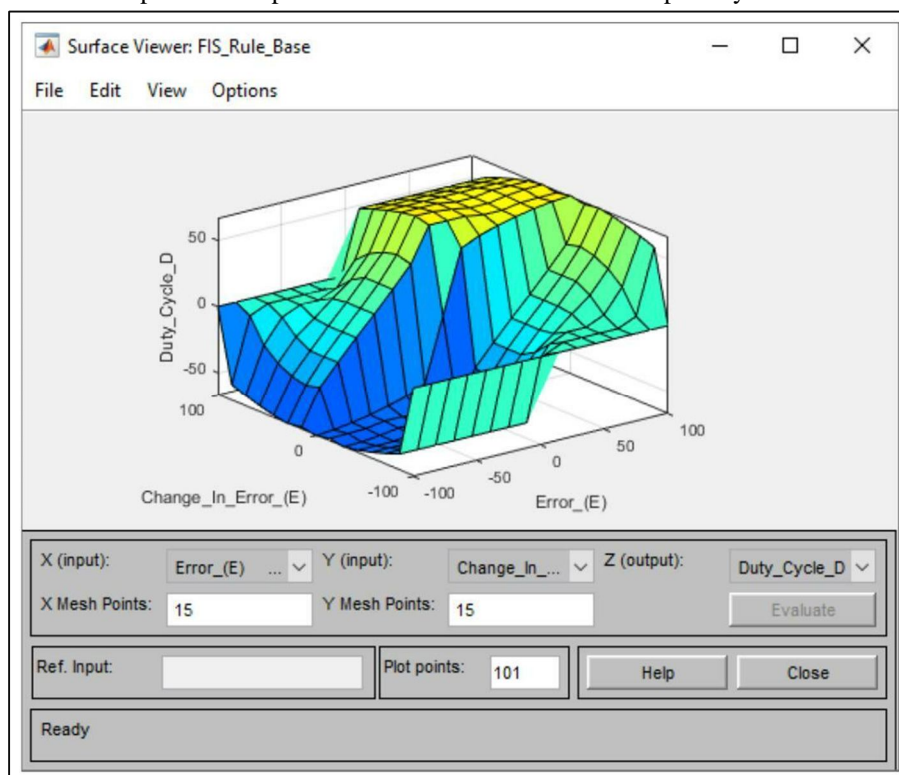 Surface Viewer: FIS_Rule_Base
File Edit View Options
Duty_Cycle_D
50
0
-50
100
0
-100
Change_In_Error_(E)
-100
-50
0
50
100
Error_(E)
X (input): Error_(E) ... Y (input): Change_In_... Z (output): Duty_Cycle_D
X Mesh Points: 15 Y Mesh Points: 15 Evaluate
Ref. Input: Plot points: 101 Help Close
Ready